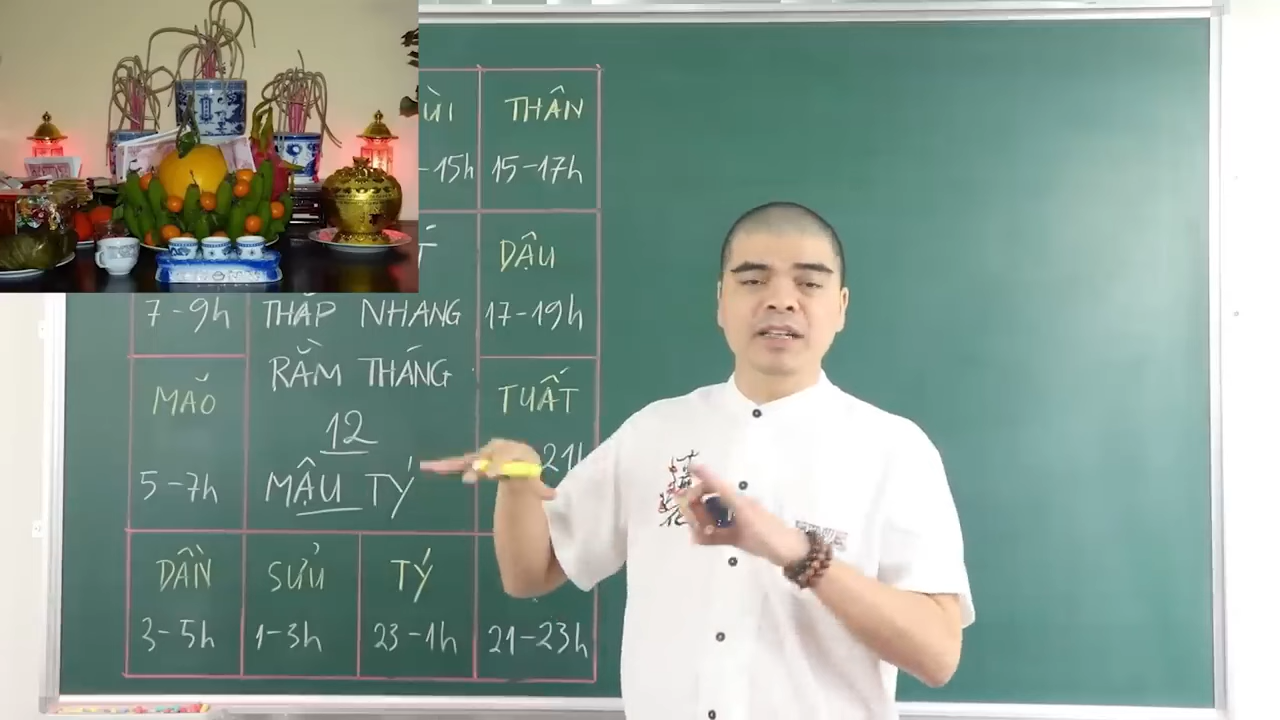 THÂN
-15h 15-17h
DẬU
7-9h THẮP NHANG 17-19h
RẰM THÁNG
MÃO TUẤT
12
5-7h MẬU TÝ 21h
DẦN SỬU TÝ
3-5h 1-3h 23-1h 21-23h